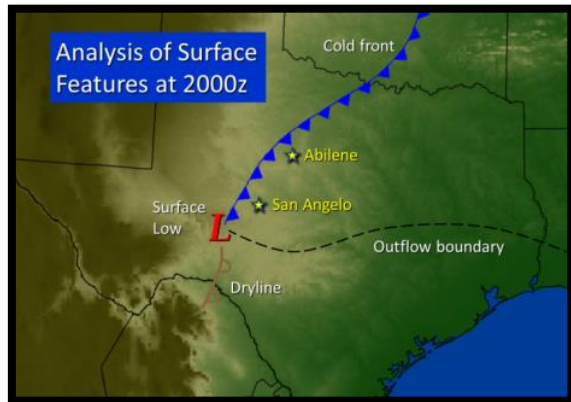 Analysis of Surface
Features at 2000z
Cold front
Abilene
San Angelo
Surface
Low
L
Outflow boundary
Dryline